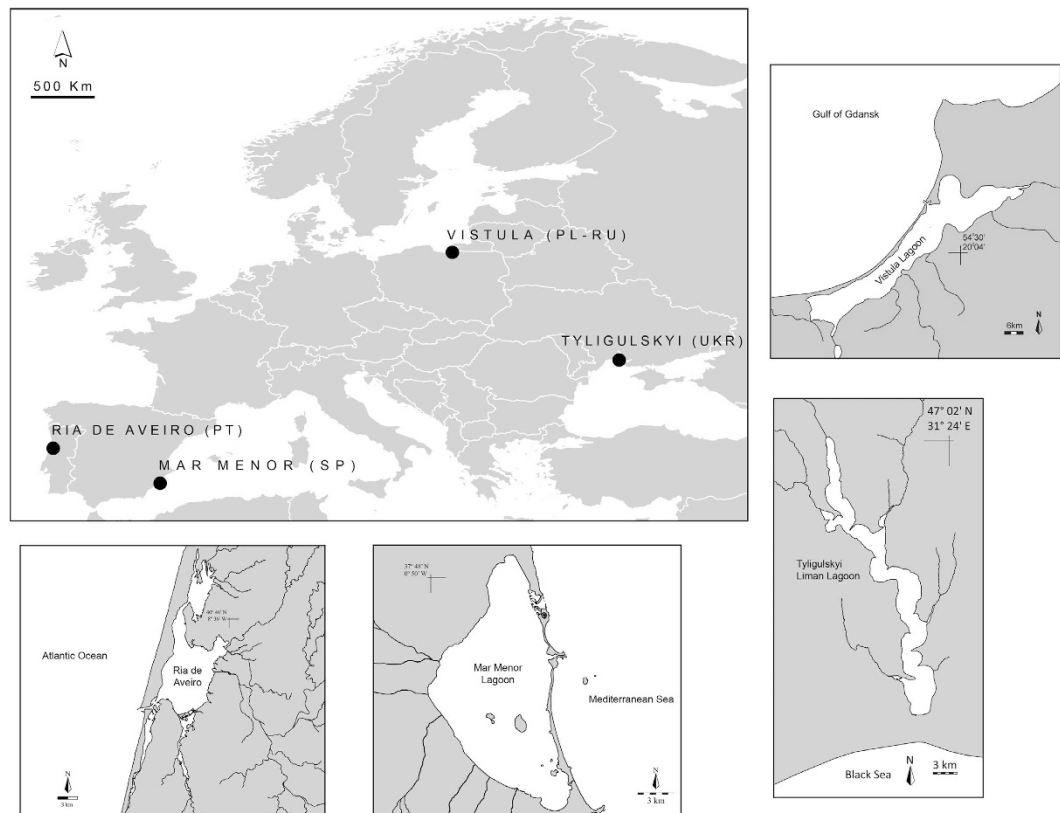 N
500 Km
VISTULA (PL-RU)
TYLIGULSKYI (UKR)
RIA DE AVEIRO (PT)
MAR MENOR (SP)
Gulf of Gdansk
Vistula Lagoon
54°30'
20°04'
6km
N
47° 02' N
31° 24' E
Tyligulskyi
Liman Lagoon
Black Sea
N
3 km
Atlantic Ocean
Ria de
Aveiro
N
3 km
Mar Menor
Lagoon
Mediterranean Sea
N
3 km